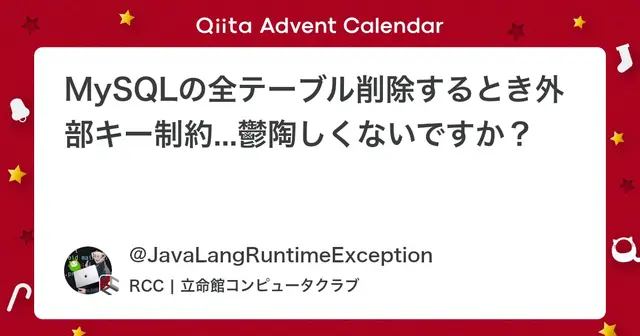 Qiita Advent Calendar
MySQLの全テーブル削除するとき外
部キー制約...鬱陶しくないですか？
@JavaLangRuntimeException
RCC | 立命館コンピュータクラブ